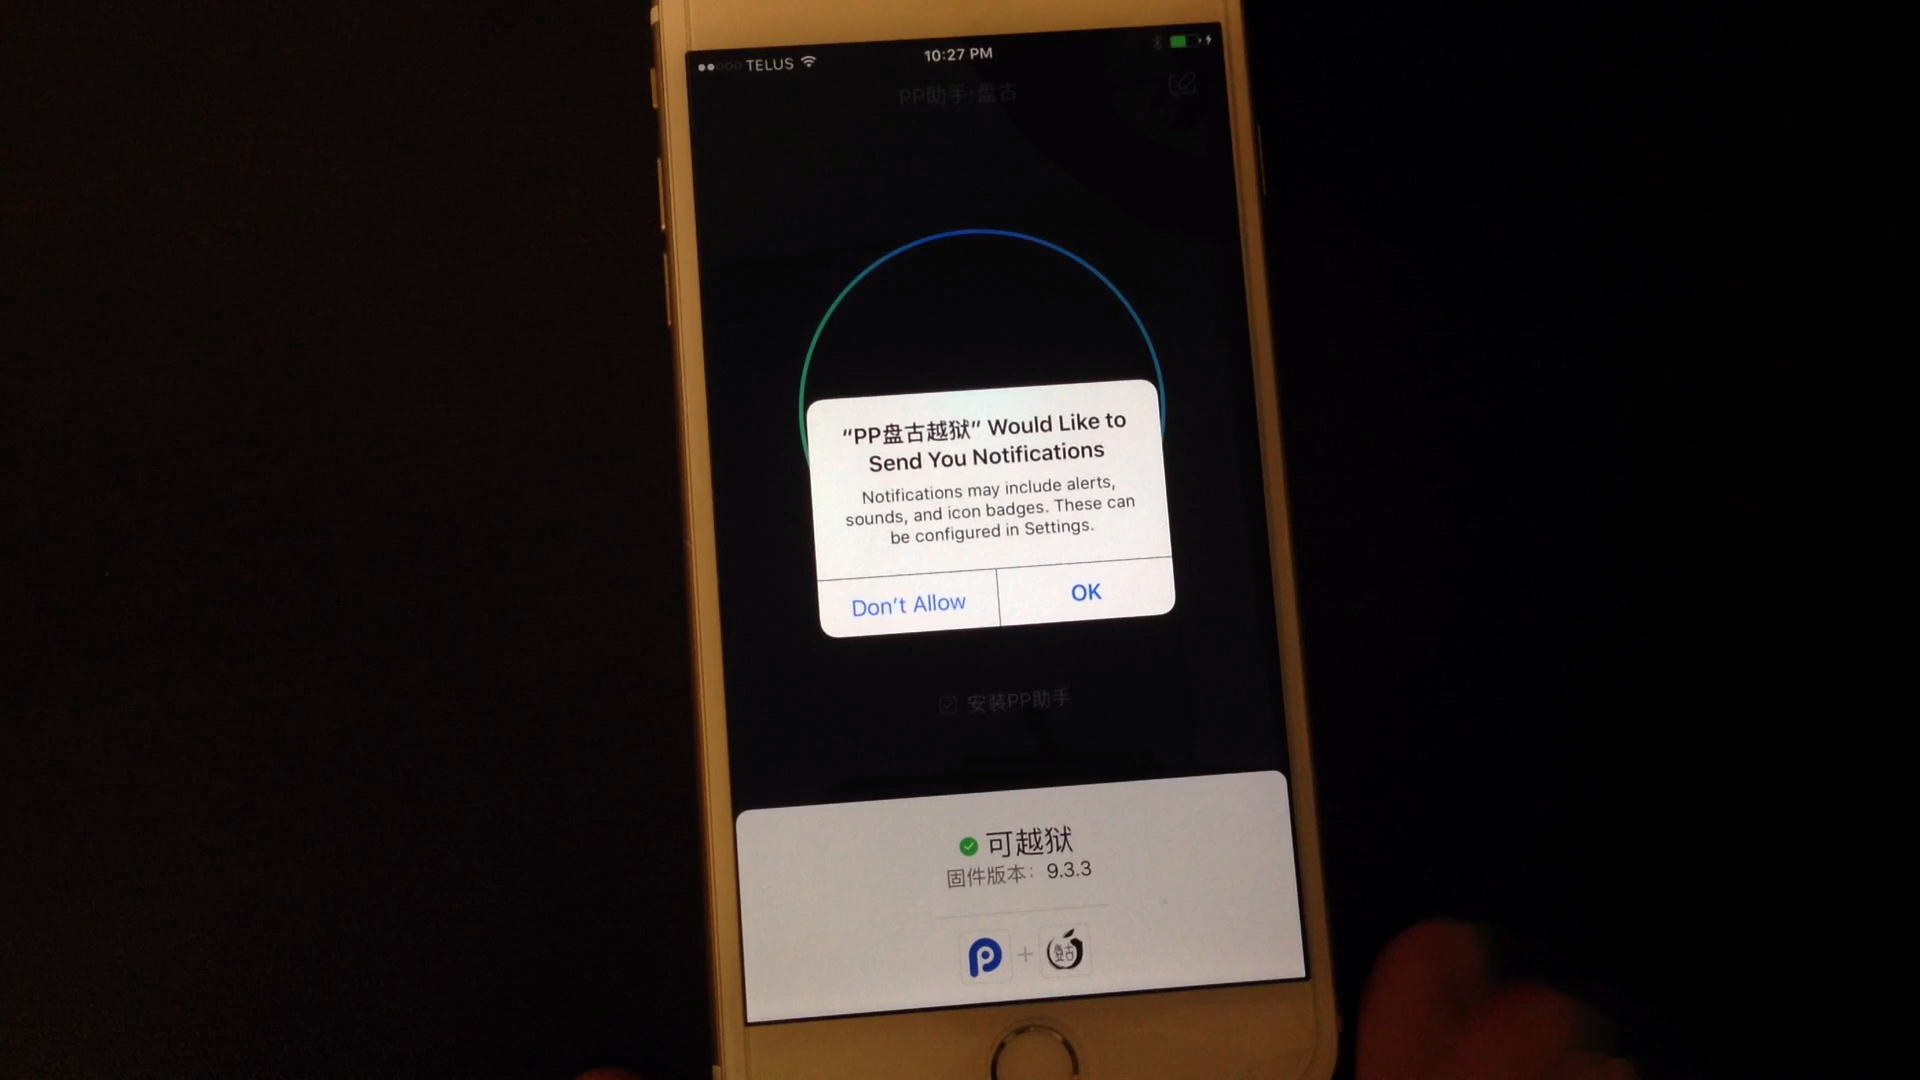 TELUS
10:27 PM
PP助手·盘古
“PP盘古越狱” Would Like to
Send You Notifications
Notifications may include alerts,
sounds, and icon badges. These can
be configured in Settings.
Don’t Allow
OK
安装PP助手
可越狱
固件版本: 9.3.3
P
+
盘古